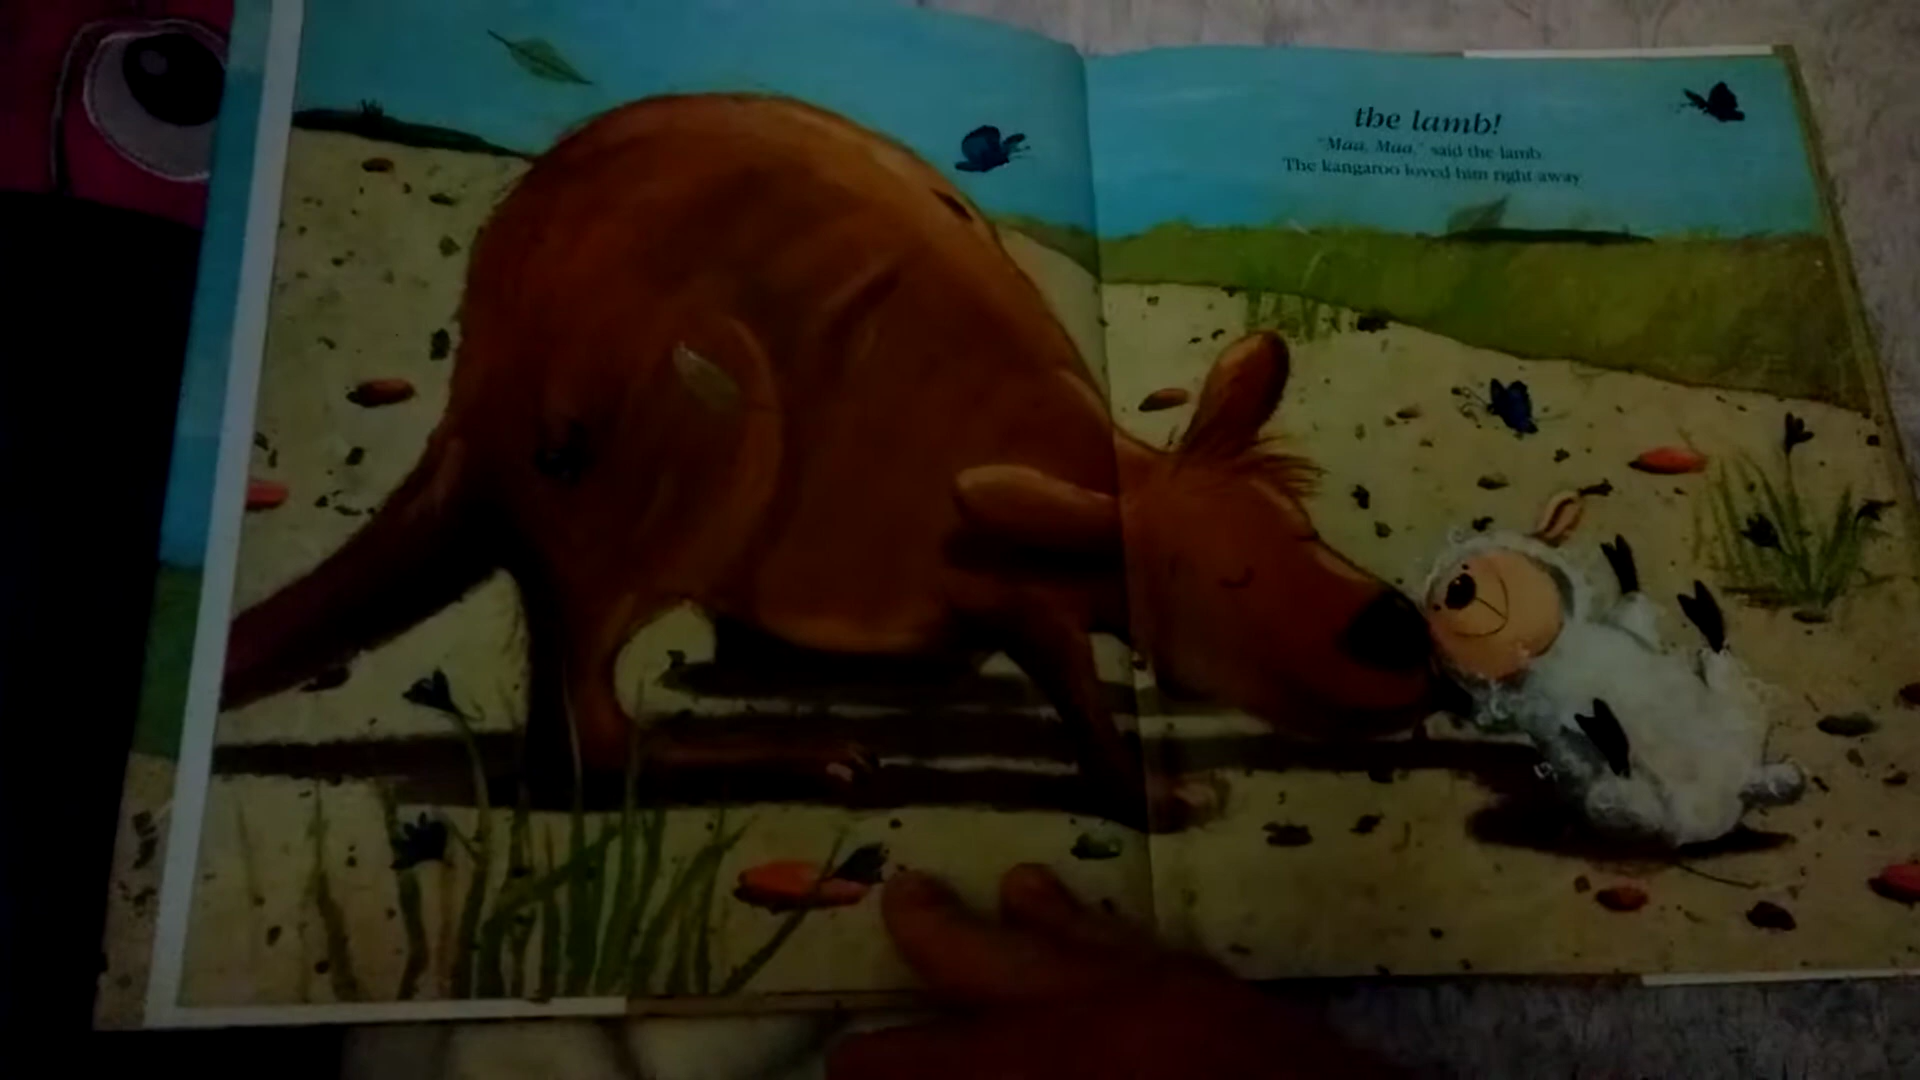 the lamb!
"Maa, Maa," said the lamb.
The kangaroo loved him right away